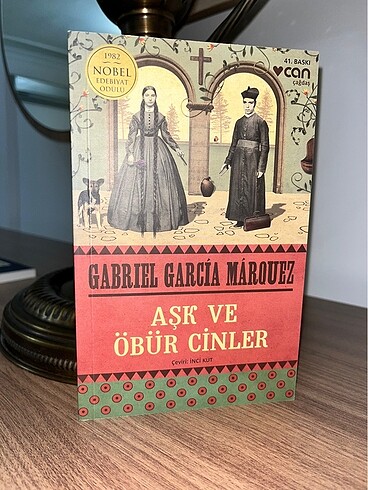 1982
NOBEL
EDEBİYAT
ÖDÜLÜ
41. BASKI
can
çağdaş
GABRIEL GARCÍA MÁRQUEZ
AŞK VE
ÖBÜR CİNLER
Çeviri: İNCİ KUT